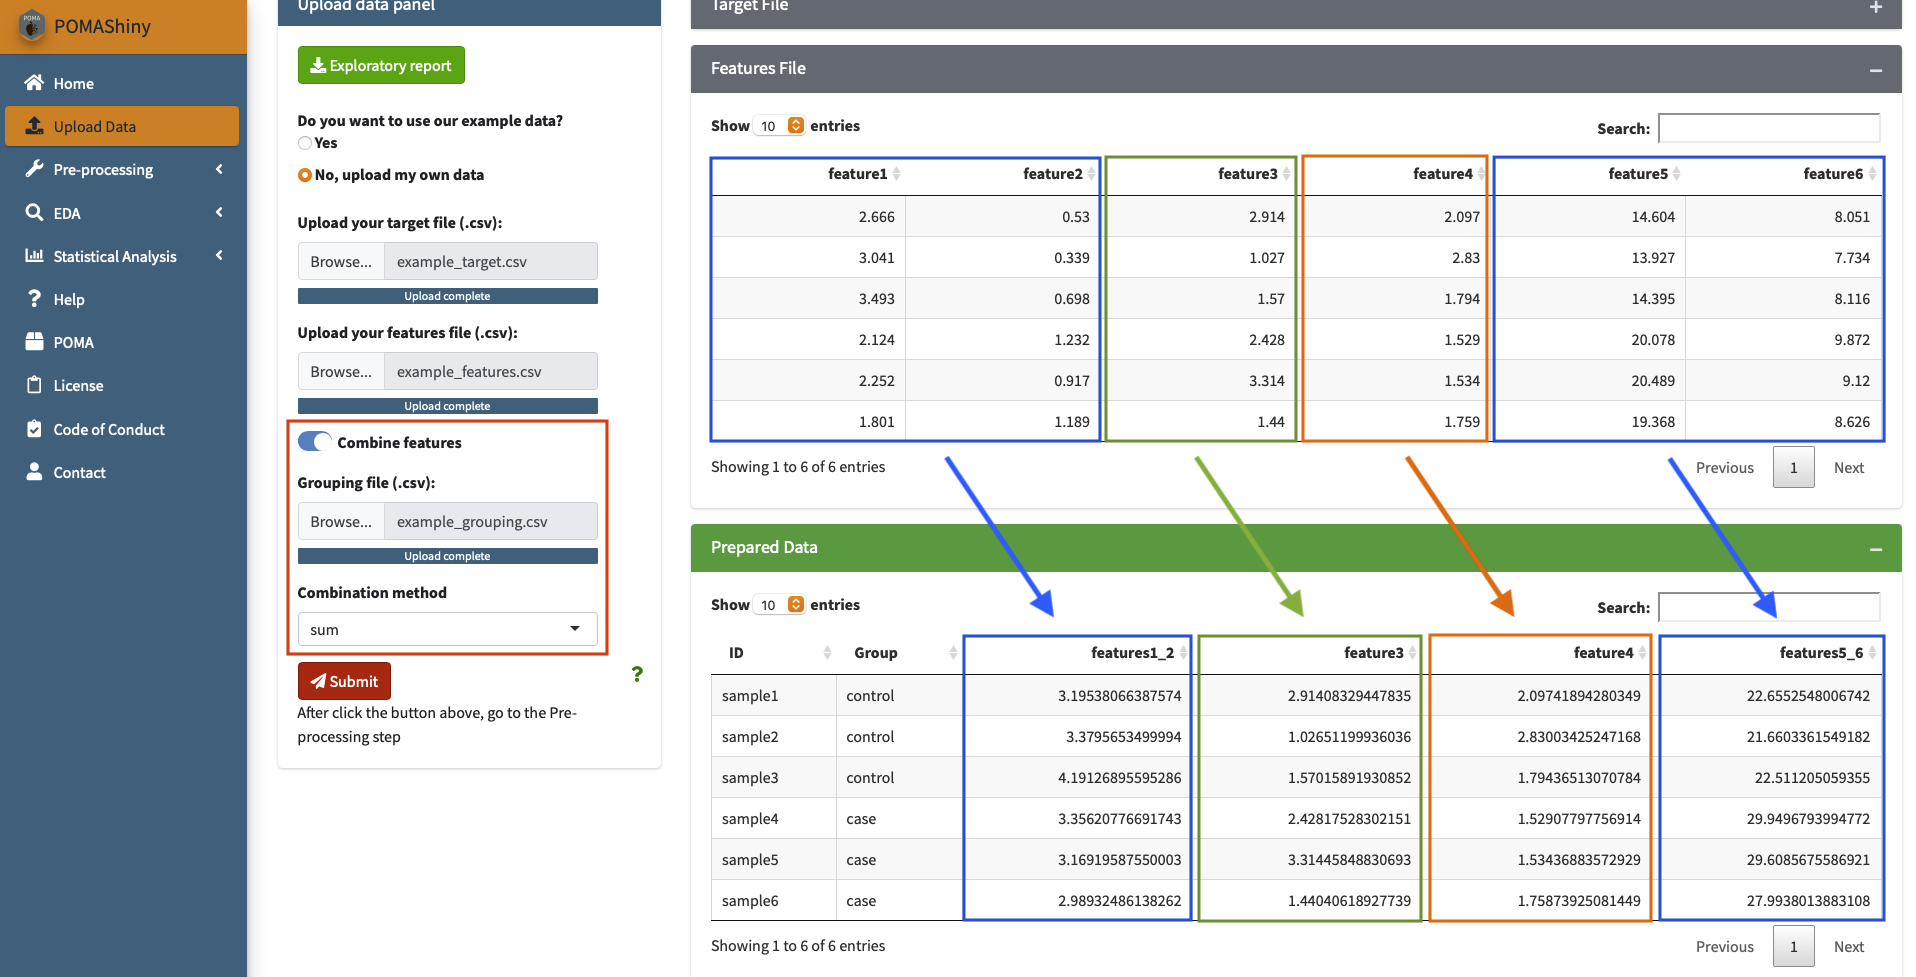 POMA
POMAShiny
Home
Upload Data
Pre-processing
EDA
Statistical Analysis
Help
POMA
License
Code of Conduct
Contact
Upload data panel
Exploratory report
Do you want to use our example data?
Yes
No, upload my own data
Upload your target file (.csv):
Browse... example_target.csv
Upload complete
Upload your features file (.csv):
Browse... example_features.csv
Upload complete
Combine features
Grouping file (.csv):
Browse... example_grouping.csv
Upload complete
Combination method
sum
Submit
?
After click the button above, go to the Pre-
processing step
Target File
Features File
Show 10 entries Search:
feature1 feature2 feature3 feature4 feature5 feature6
2.666 0.53 2.914 2.097 14.604 8.051
3.041 0.339 1.027 2.83 13.927 7.734
3.493 0.698 1.57 1.794 14.395 8.116
2.124 1.232 2.428 1.529 20.078 9.872
2.252 0.917 3.314 1.534 20.489 9.12
1.801 1.189 1.44 1.759 19.368 8.626
Showing 1 to 6 of 6 entries Previous 1 Next
Prepared Data
Show 10 entries Search:
ID Group features1_2 feature3 feature4 features5_6
sample1 control 3.19538066387574 2.91408329447835 2.09741894280349 22.6552548006742
sample2 control 3.3795653499994 1.02651199936036 2.83003425247168 21.6603361549182
sample3 control 4.19126895595286 1.57015891930852 1.79436513070784 22.511205059355
sample4 case 3.35620776691743 2.42817528302151 1.52907797756914 29.9496793994772
sample5 case 3.16919587550003 3.31445848830693 1.53436883572929 29.6085675586921
sample6 case 2.98932486138262 1.44040618927739 1.75873925081449 27.9938013883108
Showing 1 to 6 of 6 entries Previous 1 Next